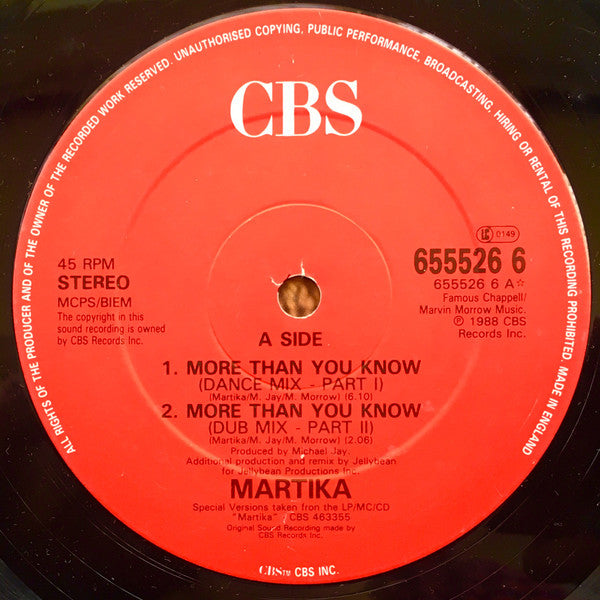 ALL RIGHTS OF THE PRODUCER AND OF THE OWNER OF THE RECORDED WORK RESERVED. UNAUTHORISED COPYING, PUBLIC PERFORMANCE, BROADCASTING, HIRING OR RENTAL OF THIS RECORDING PROHIBITED. MADE IN ENGLAND
CBS
LC 0149
45 RPM
STEREO
MCPS/BIEM
The copyright in this
sound recording is owned
by CBS Records Inc.
655526 6
655526 6 A☆
Famous Chappell/
Marvin Morrow Music.
℗ 1988 CBS
Records Inc.
A SIDE
1. MORE THAN YOU KNOW
(DANCE MIX - PART I)
(Martika/M. Jay/M. Morrow) (6.10)
2. MORE THAN YOU KNOW
(DUB MIX - PART II)
(Martika/M. Jay/M. Morrow) (2.06)
Produced by Michael Jay.
Additional production and remix by Jellybean
for Jellybean Productions Inc.
MARTIKA
Special Versions taken from the LP/MC/CD
"Martika" CBS 463355
Original Sound Recording made by
CBS Records Inc.
CBS™ CBS INC.